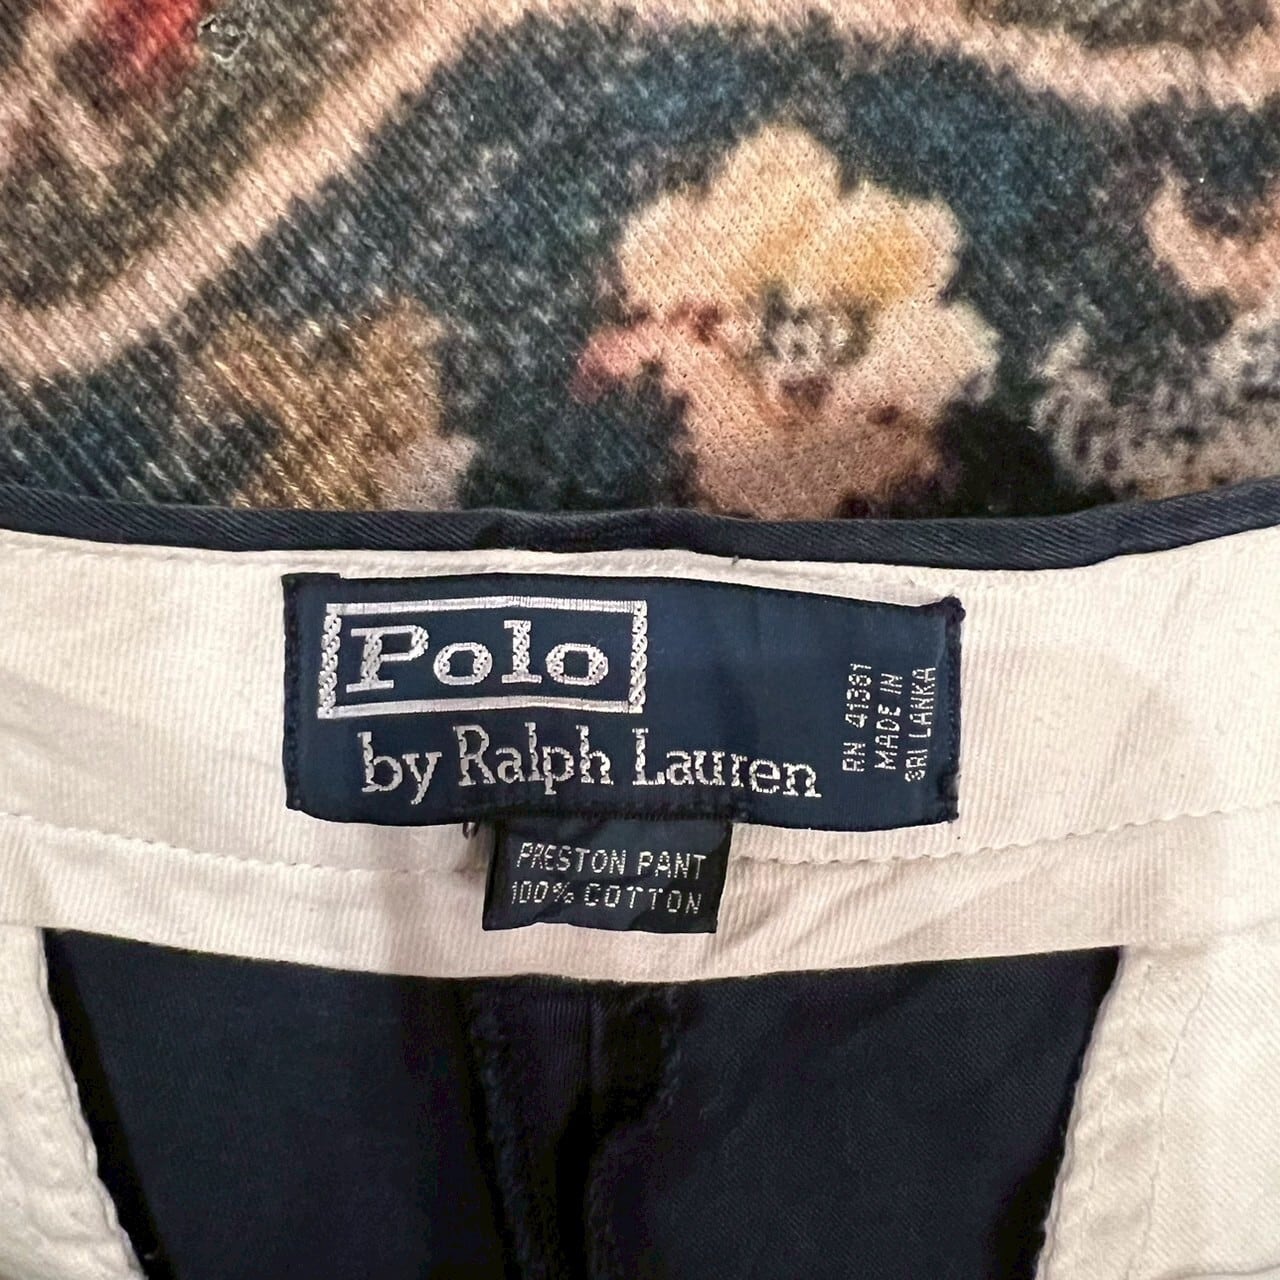 Polo
by Ralph Lauren
RN 41381
MADE IN
SRI LANKA
PRESTON PANT
100% COTTON